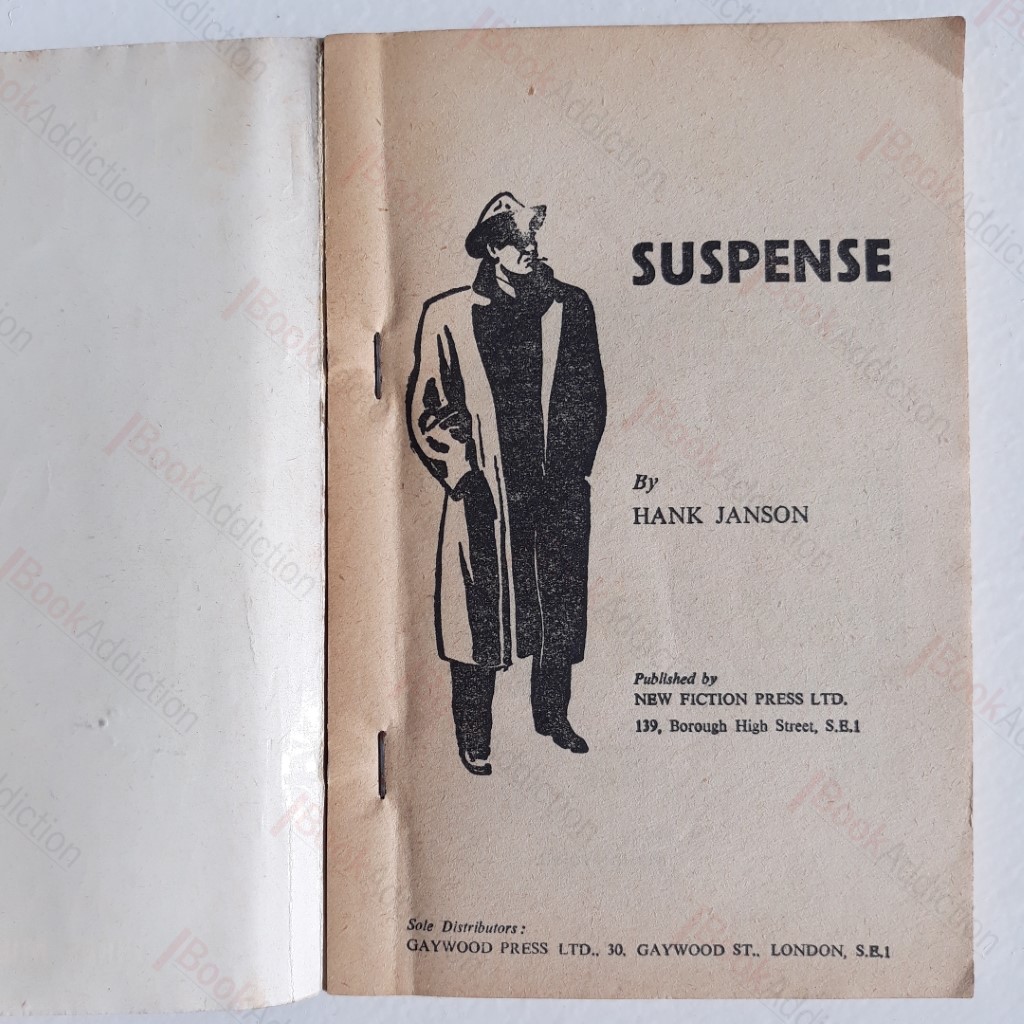 SUSPENSE
By
HANK JANSON
Published by
NEW FICTION PRESS LTD.
139, Borough High Street, S.E.1
Sole Distributors :
GAYWOOD PRESS LTD., 30, GAYWOOD ST., LONDON, S.E.1
BookAddiction